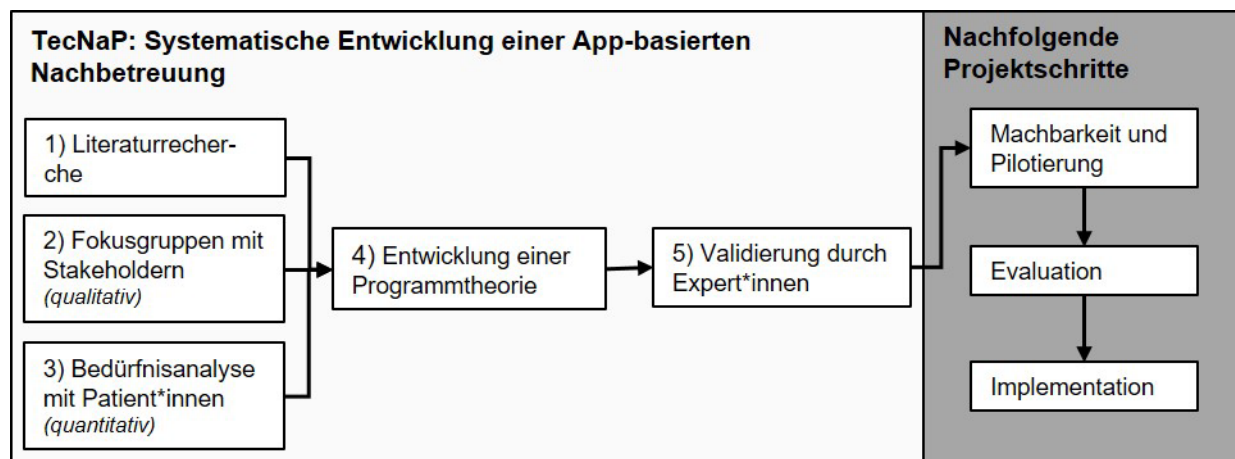 TecNaP: Systematische Entwicklung einer App-basierten
Nachbetreuung
1) Literaturrecher-
che
2) Fokusgruppen mit
Stakeholdern
(qualitativ)
3) Bedürfnisanalyse
mit Patient*innen
(quantitativ)
4) Entwicklung einer
Programmtheorie
5) Validierung durch
Expert*innen
Nachfolgende
Projektschritte
Machbarkeit und
Pilotierung
Evaluation
Implementation